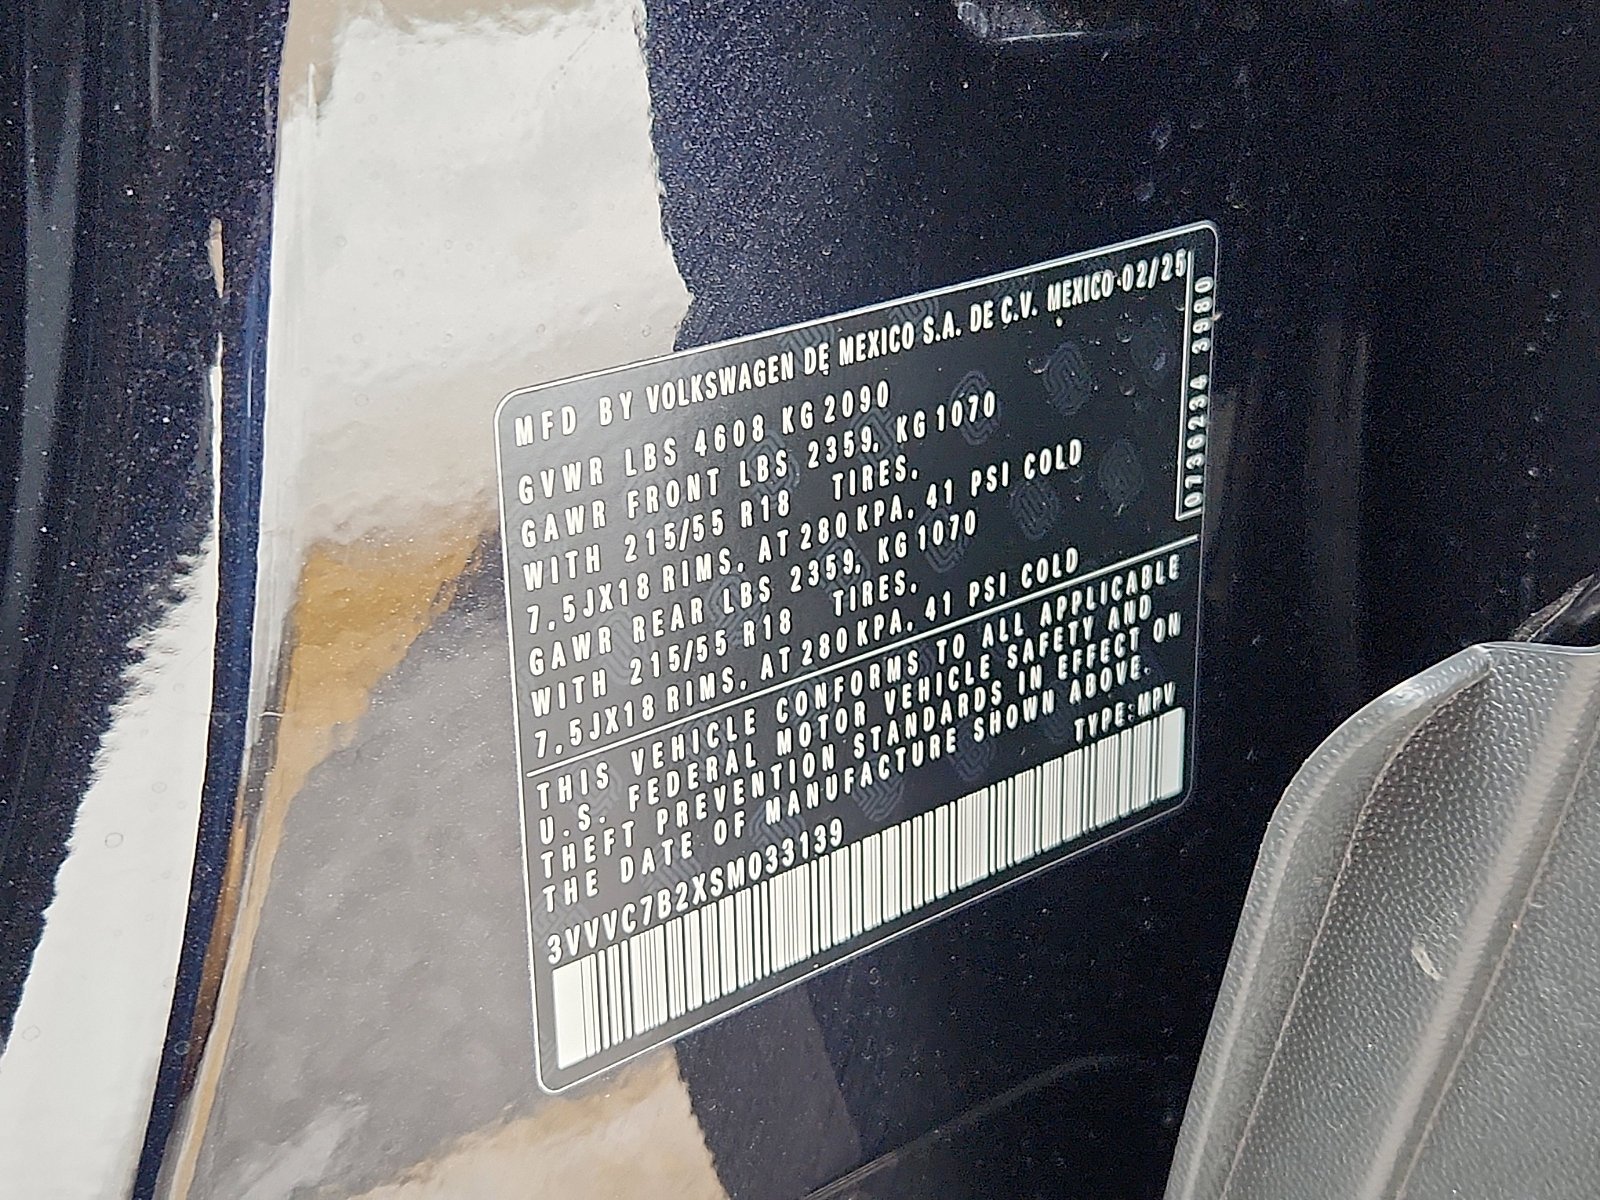 MFD BY VOLKSWAGEN DE MEXICO S.A. DE C.V. MEXICO 02/25
GVWR LBS 4608 KG 2090
GAWR FRONT LBS 2359, KG 1070
WITH 215/55 R18 TIRES,
7.5JX18 RIMS, AT 280 KPA, 41 PSI COLD
GAWR REAR LBS 2359, KG 1070
WITH 215/55 R18 TIRES,
7.5JX18 RIMS, AT 280 KPA, 41 PSI COLD
THIS VEHICLE CONFORMS TO ALL APPLICABLE
U.S. FEDERAL MOTOR VEHICLE SAFETY AND
THEFT PREVENTION STANDARDS IN EFFECT ON
THE DATE OF MANUFACTURE SHOWN ABOVE.
3VVVC7B2XSM033139 TYPE:MPV
0736234 3980